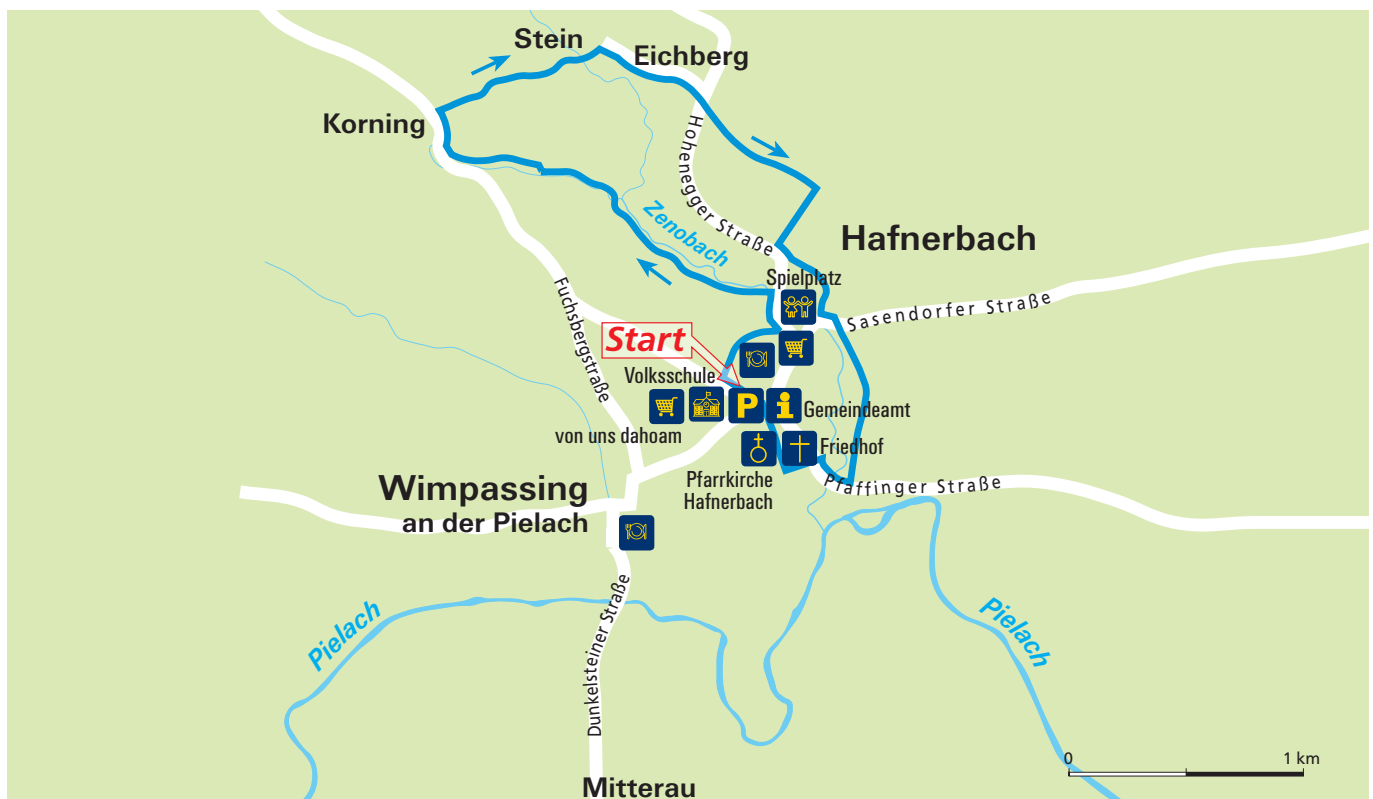 Stein
Eichberg
Korning
Hohenegger Straße
Zenobach
Hafnerbach
Spielplatz
Sasendorfer Straße
Fuchsbergstraße
Start
Volksschule
P
i
Gemeindeamt
von uns dahoam
Friedhof
Pfarrkirche
Hafnerbach
Pfaffinger Straße
Wimpassing
an der Pielach
Pielach
Pielach
Dunkelsteiner Straße
Mitterau
0
1 km